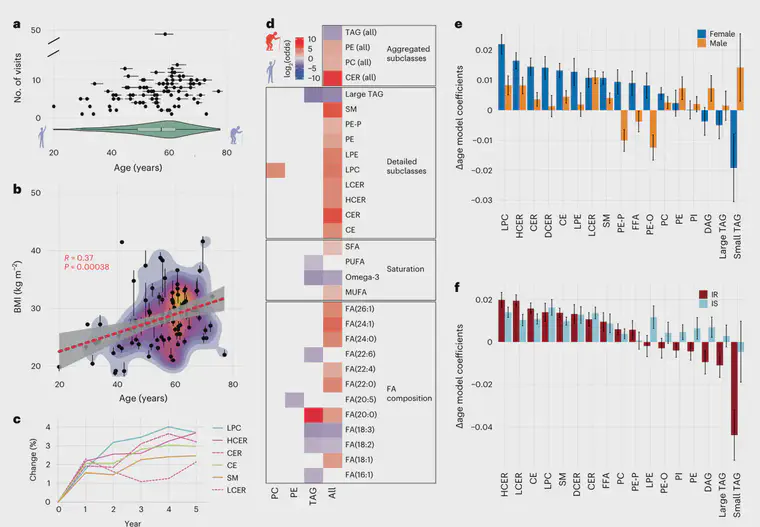 a
50
10
0
No. of visits
20
40
60
80
Age (years)
b
50
40
30
20
BMI (kg m−2)
R = 0.37
P = 0.00038
20
40
60
80
Age (years)
c
4
3
2
1
0
Change (%)
0
1
2
3
4
5
Year
LPC
HCER
CER
CE
SM
LCER
d
log2(odds)
10
5
0
−5
−10
TAG (all)
PE (all)
PC (all)
CER (all)
Aggregated
subclasses
Large TAG
SM
PE-P
PE
LPE
LPC
LCER
HCER
CER
CE
Detailed
subclasses
SFA
PUFA
Omega-3
MUFA
Saturation
FA(26:1)
FA(24:1)
FA(24:0)
FA(22:6)
FA(22:4)
FA(22:0)
FA(20:5)
FA(20:0)
FA(18:3)
FA(18:2)
FA(18:1)
FA(16:1)
FA
composition
PC
PE
TAG
All
e
Female
Male
0.02
0.01
0
−0.01
−0.02
−0.03
Δage model coefficients
LPC
HCER
CER
DCER
CE
LPE
LCER
SM
PE-P
FFA
PE-O
PC
PE
PI
DAG
Large TAG
Small TAG
f
IR
IS
0.02
0
−0.02
−0.04
Δage model coefficients
HCER
LCER
CE
LPC
SM
DCER
CER
FFA
PC
PE-P
LPE
PE-O
PI
PE
DAG
Large TAG
Small TAG